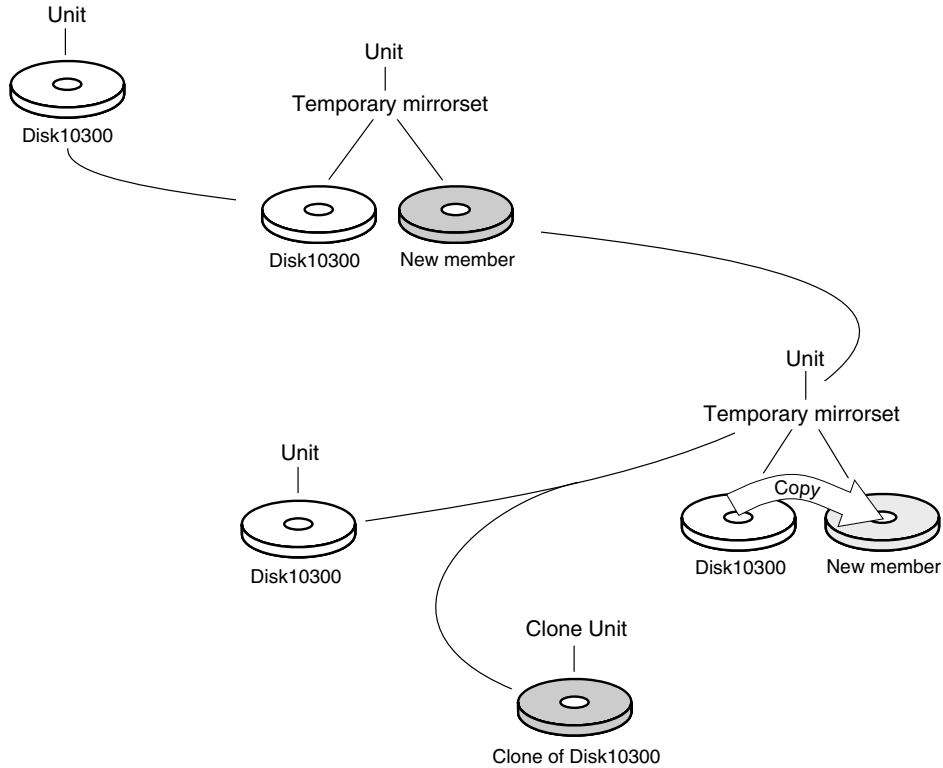 Unit
Disk10300
Unit
Temporary mirrorset
Disk10300
New member
Unit
Temporary mirrorset
Copy
Disk10300
New member
Unit
Disk10300
Clone Unit
Clone of Disk10300